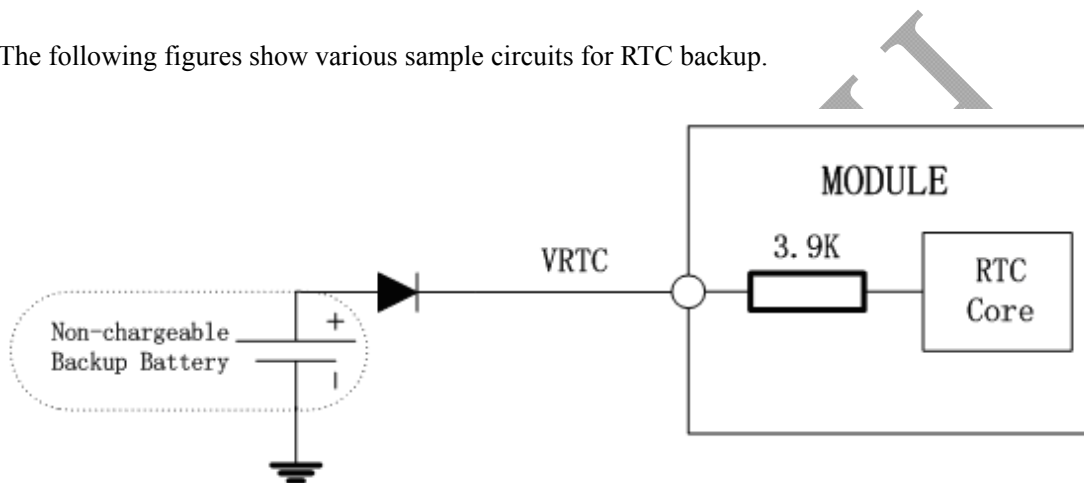 The following figures show various sample circuits for RTC backup.
MODULE
VRTC
3. 9K
RTC
Core
Non-chargeable
Backup Battery
+